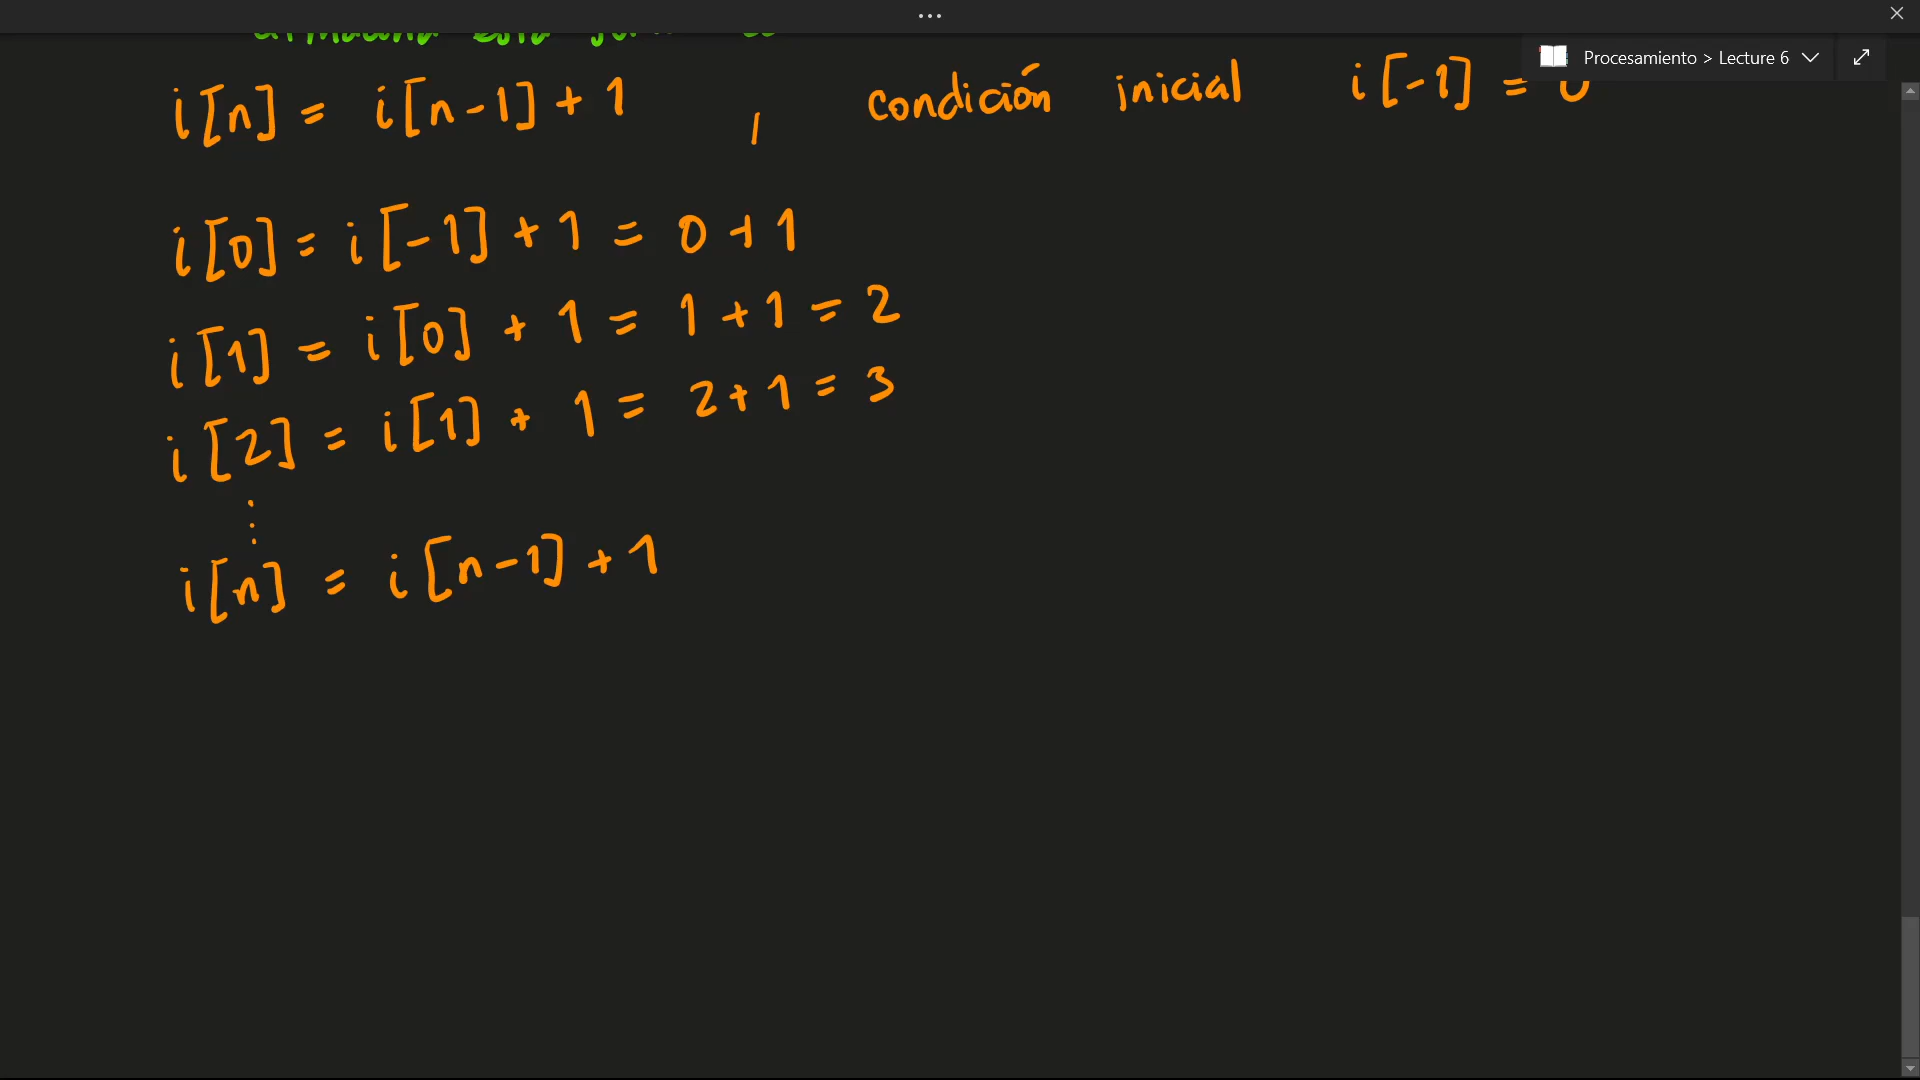 Procesamiento > Lecture 6
i[n] = i[n-1] + 1 , condición inicial i[-1] = 0
i[0] = i[-1] + 1 = 0 + 1
i[1] = i[0] + 1 = 1 + 1 = 2
i[2] = i[1] + 1 = 2 + 1 = 3
⋮
i[n] = i[n-1] + 1